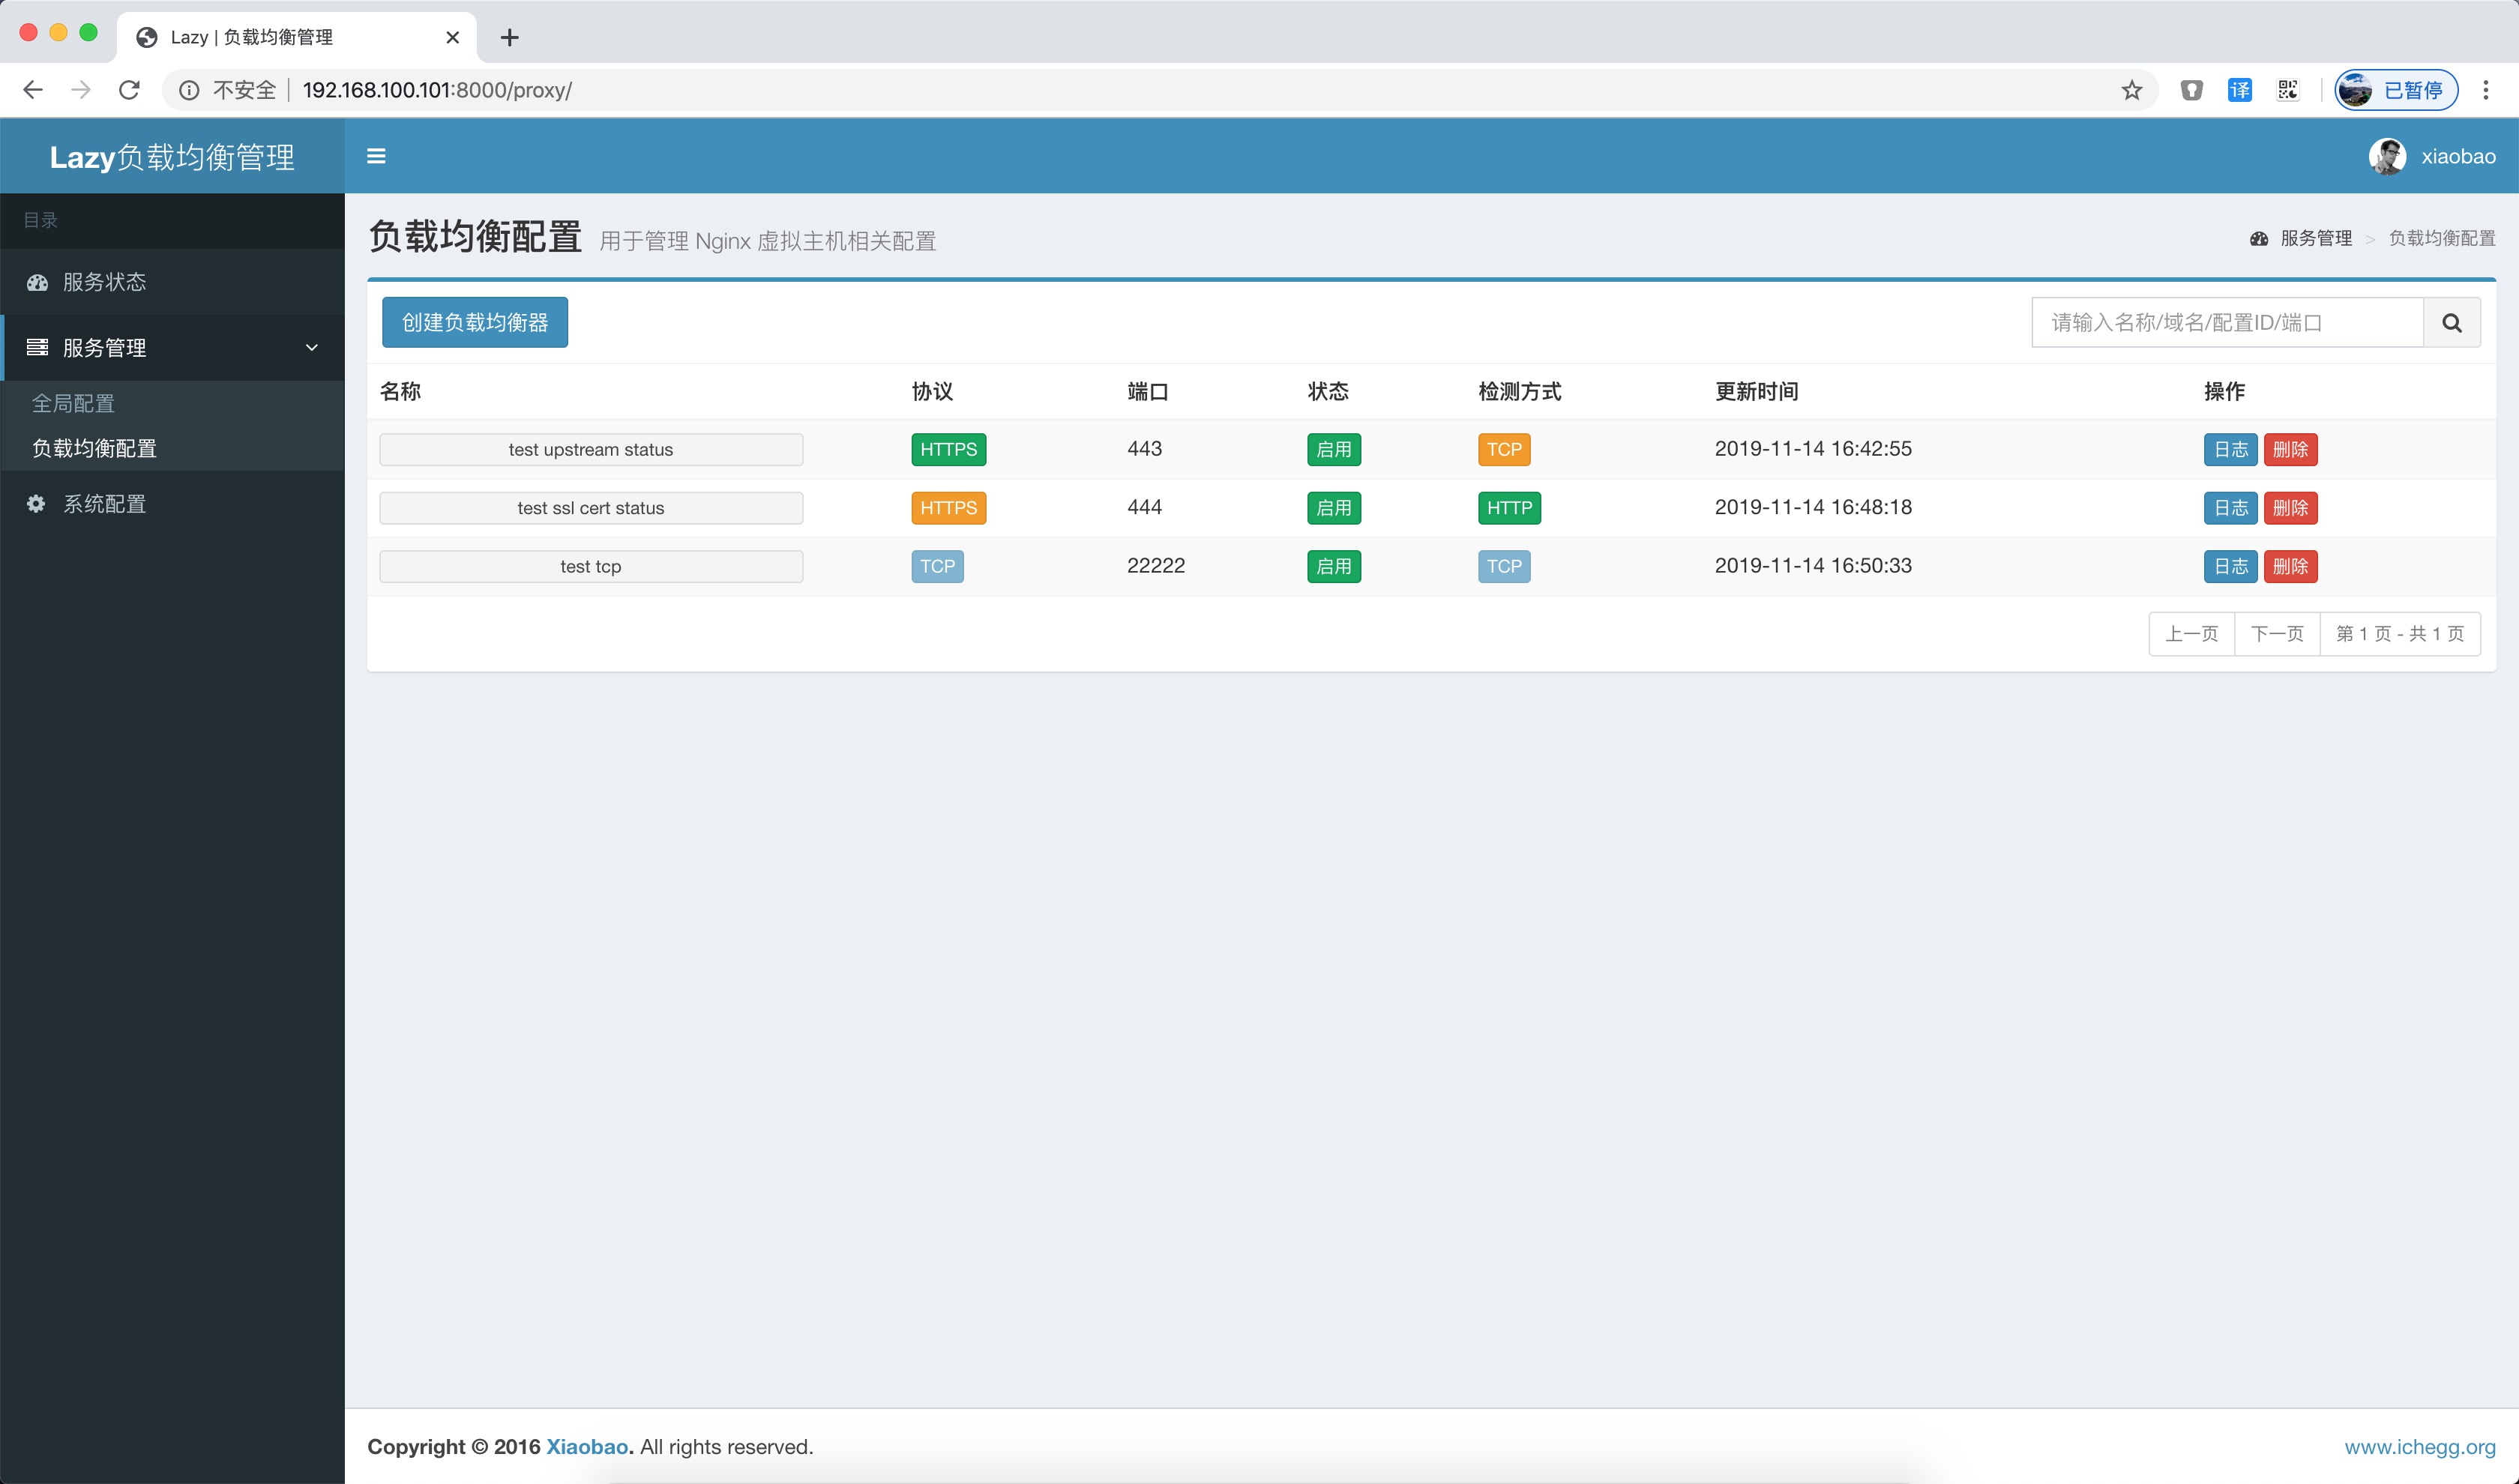 Lazy | 负载均衡管理
不安全 192.168.100.101:8000/proxy/ 译 已暂停
Lazy负载均衡管理 xiaobao
目录
服务状态
服务管理
全局配置
负载均衡配置
系统配置
负载均衡配置 用于管理 Nginx 虚拟主机相关配置 服务管理 > 负载均衡配置
创建负载均衡器 请输入名称/域名/配置ID/端口
名称 协议 端口 状态 检测方式 更新时间 操作
test upstream status HTTPS 443 启用 TCP 2019-11-14 16:42:55 日志 删除
test ssl cert status HTTPS 444 启用 HTTP 2019-11-14 16:48:18 日志 删除
test tcp TCP 22222 启用 TCP 2019-11-14 16:50:33 日志 删除
上一页 下一页 第 1 页 - 共 1 页
Copyright © 2016 Xiaobao. All rights reserved. www.ichegg.org